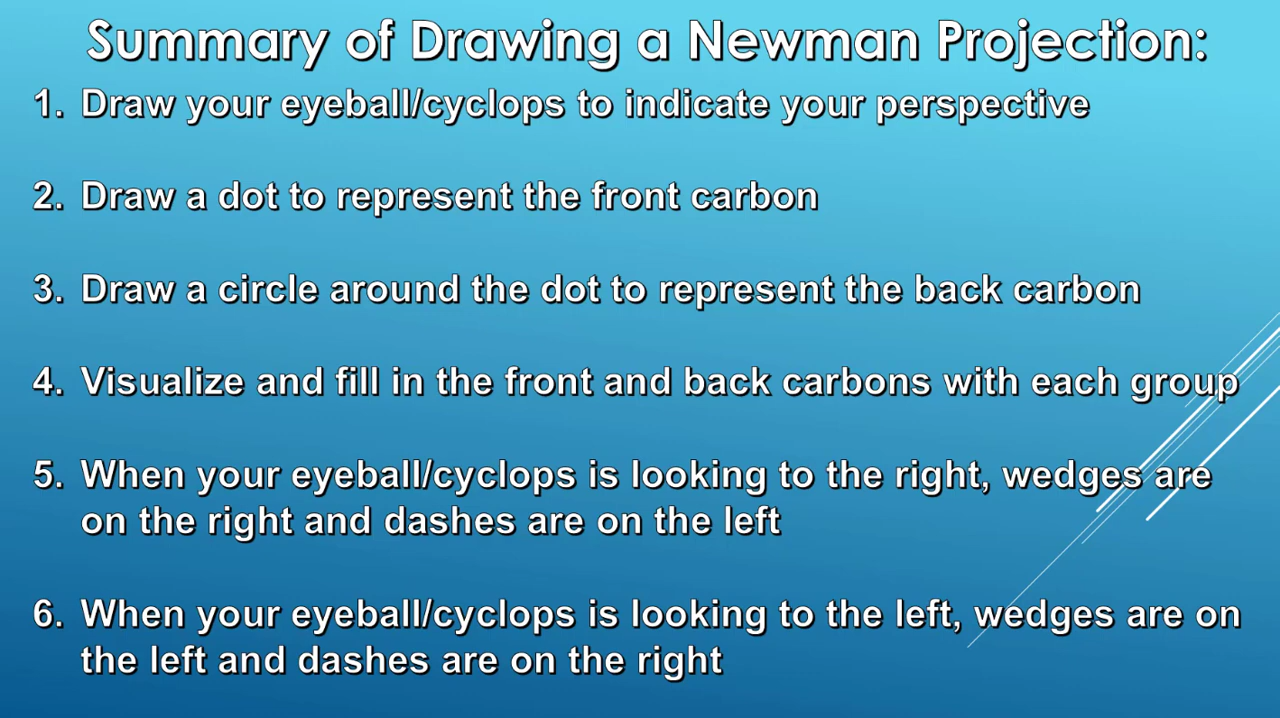 Summary of Drawing a Newman Projection:
1. Draw your eyeball/cyclops to indicate your perspective
2. Draw a dot to represent the front carbon
3. Draw a circle around the dot to represent the back carbon
4. Visualize and fill in the front and back carbons with each group
5. When your eyeball/cyclops is looking to the right, wedges are
on the right and dashes are on the left
6. When your eyeball/cyclops is looking to the left, wedges are on
the left and dashes are on the right